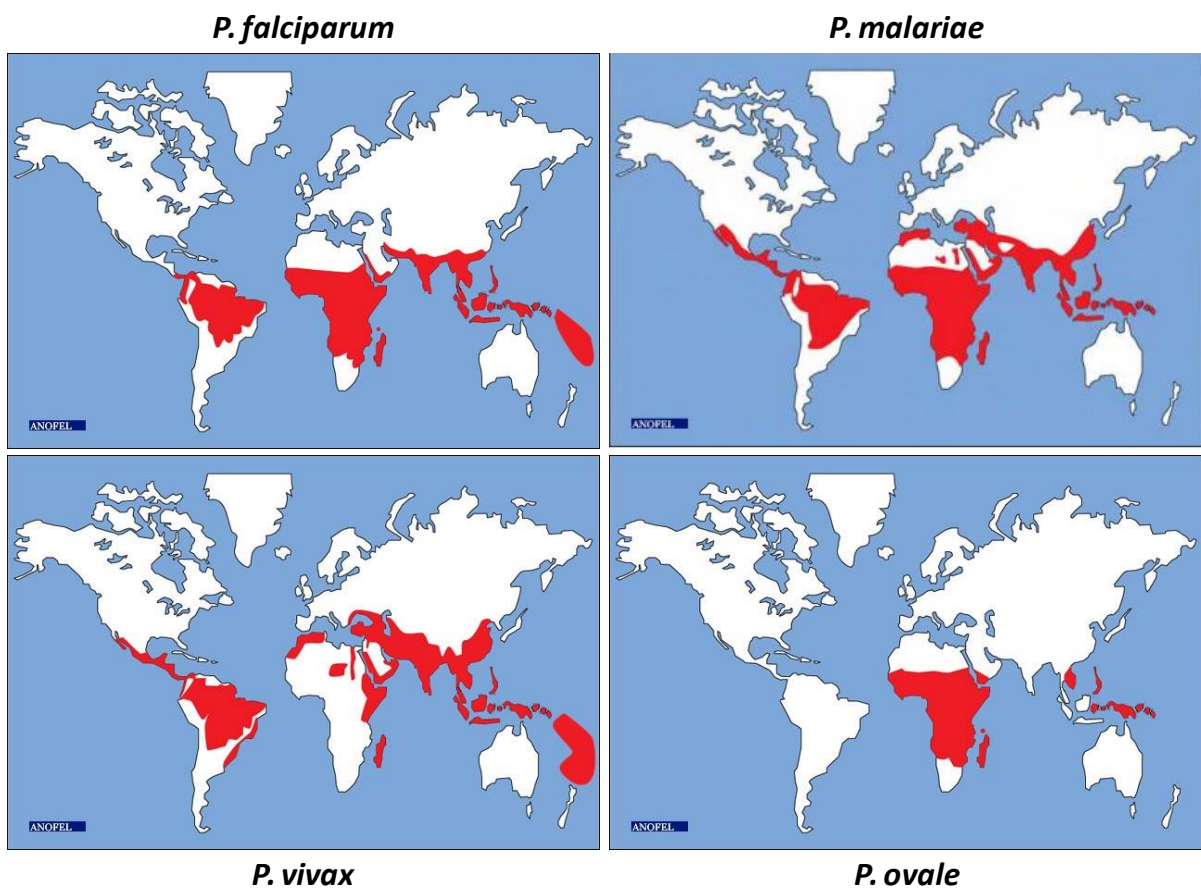 P. falciparum
P. malariae
ANOFEL
ANOFEL
ANOFEL
ANOFEL
P. vivax
P. ovale